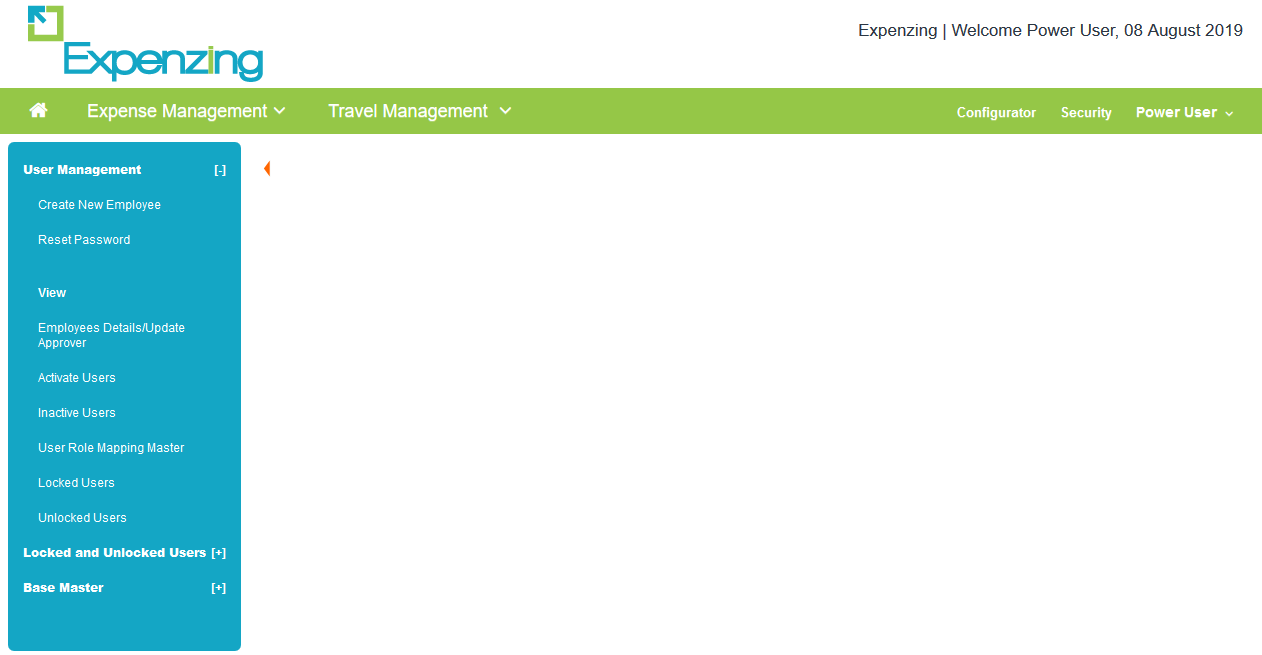 Expenzing
Expenzing | Welcome Power User, 08 August 2019
Expense Management
Travel Management
Configurator
Security
Power User
User Management [-]
Create New Employee
Reset Password
View
Employees Details/Update
Approver
Activate Users
Inactive Users
User Role Mapping Master
Locked Users
Unlocked Users
Locked and Unlocked Users [+]
Base Master [+]